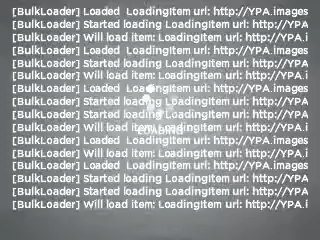 [BulkLoader] Loaded LoadingItem url: http://YPA.images
[BulkLoader] Started loading LoadingItem url: http://YPA
[BulkLoader] Will load item: LoadingItem url: http://YPA.i
[BulkLoader] Loaded LoadingItem url: http://YPA.images
[BulkLoader] Started loading LoadingItem url: http://YPA
[BulkLoader] Will load item: LoadingItem url: http://YPA.i
[BulkLoader] Loaded LoadingItem url: http://YPA.images
[BulkLoader] Started loading LoadingItem url: http://YPA
[BulkLoader] Started loading LoadingItem url: http://YPA
[BulkLoader] Will load item: LoadingItem url: http://YPA.i
LOADING
[BulkLoader] Loaded LoadingItem url: http://YPA.images
[BulkLoader] Will load item: LoadingItem url: http://YPA.i
[BulkLoader] Loaded LoadingItem url: http://YPA.images
[BulkLoader] Started loading LoadingItem url: http://YPA
[BulkLoader] Started loading LoadingItem url: http://YPA
[BulkLoader] Will load item: LoadingItem url: http://YPA.i